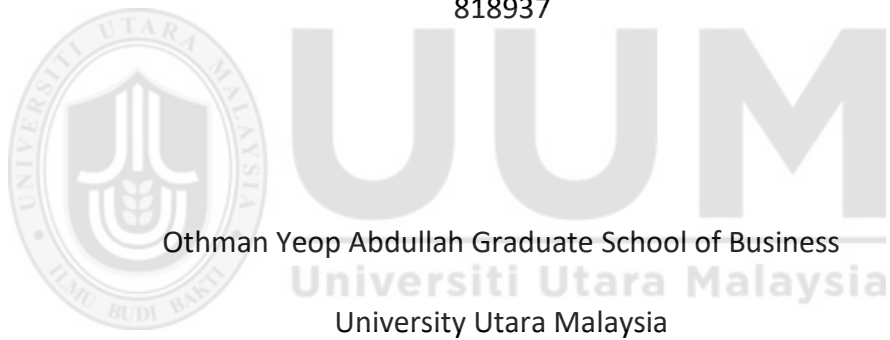 818937
UNIVERSITI UTARA MALAYSIA
UUM
Othman Yeop Abdullah Graduate School of Business
Universiti Utara Malaysia
ILMU BUDI BAKTI
University Utara Malaysia